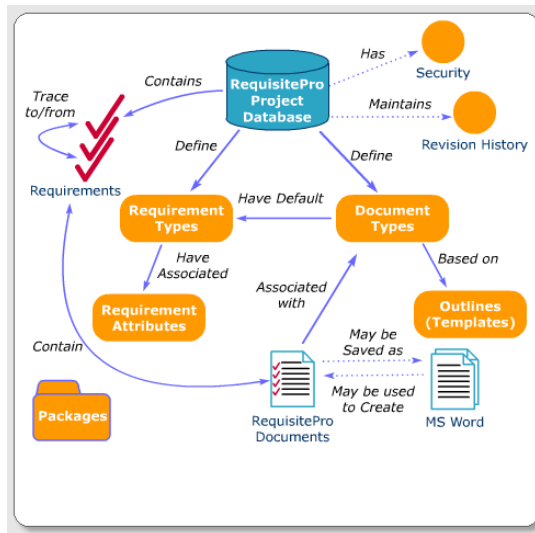 Has
RequisitePro
Project
Database
Security
Contains
Trace
to/from
Maintains
Revision History
Define
Define
Requirements
Requirement
Types
Have Default
Document
Types
Have
Associated
Based on
Associated
with
Requirement
Attributes
Outlines
(Templates)
Contain
May be
Saved as
May be used
to Create
Packages
RequisitePro
Documents
MS Word